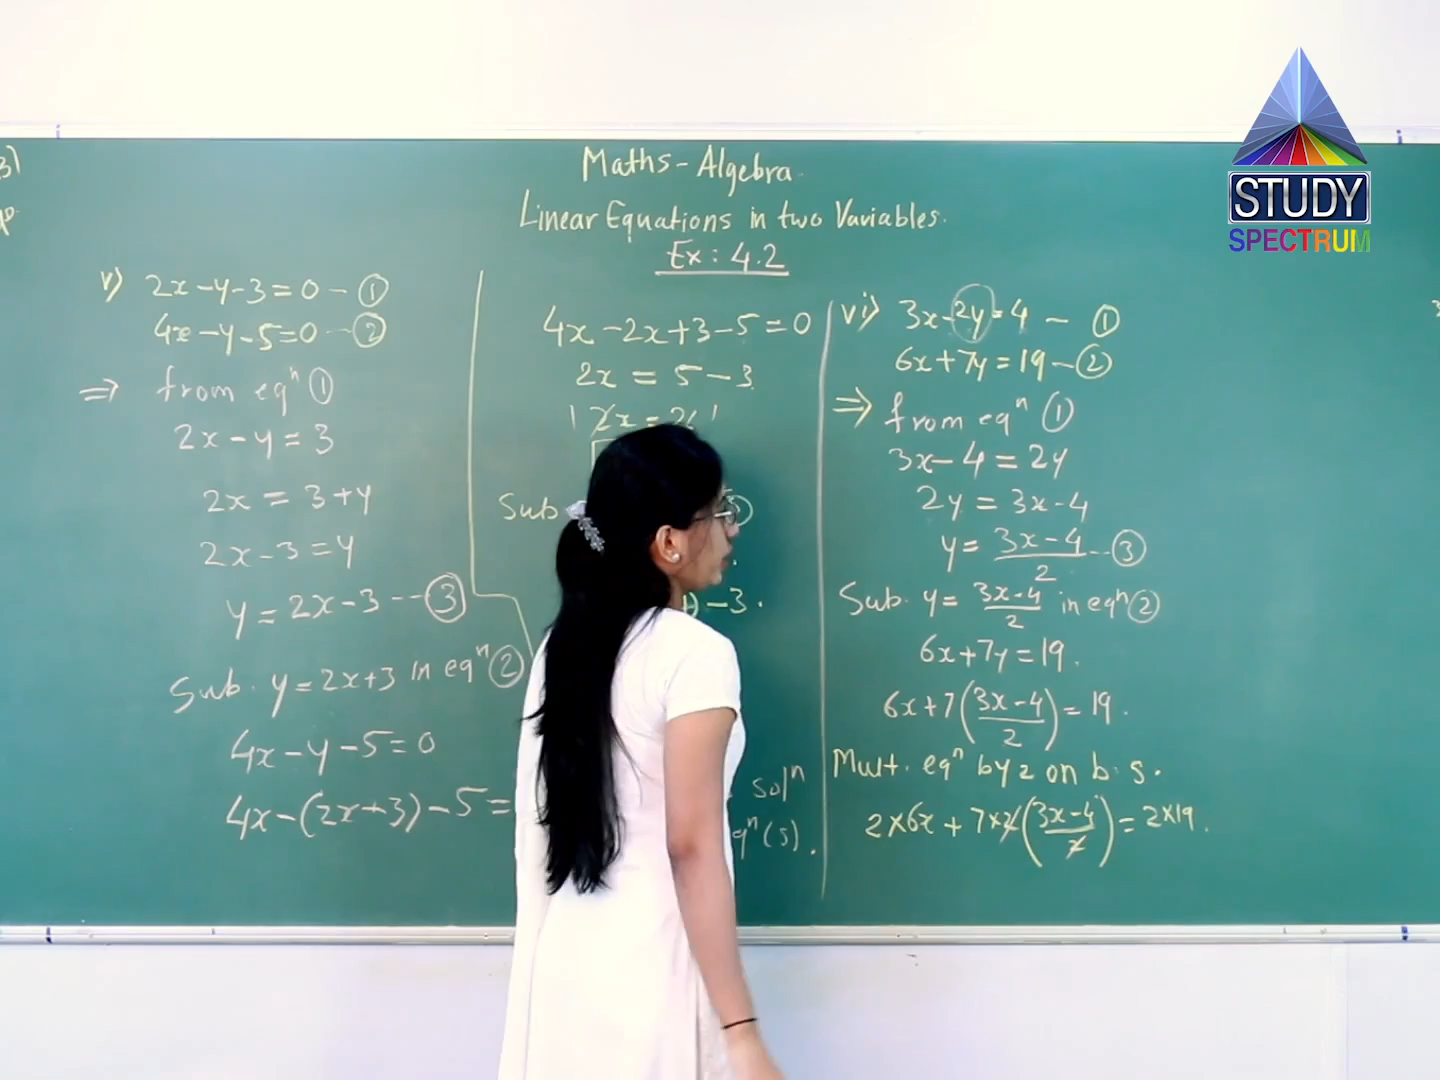 Maths - Algebra
Linear Equations in two Variables.
Ex : 4.2
v) 2x - y - 3 = 0 - ①
4x - y - 5 = 0 -- ②
⇒ from eqⁿ ①
2x - y = 3
2x = 3 + y
2x - 3 = y
y = 2x - 3 -- ③
Sub. y = 2x + 3 in eqⁿ ②
4x - y - 5 = 0
4x - (2x + 3) - 5 =
4x - 2x + 3 - 5 = 0
2x = 5 - 3
Sub
- 3.
solⁿ
eqⁿ(s).
vi) 3x - 2y = 4 - ①
6x + 7y = 19 - ②
⇒ from eqⁿ ①
3x - 4 = 2y
2y = 3x - 4
y = (3x - 4)/2 -- ③
Sub. y = (3x - 4)/2 in eqⁿ ②
6x + 7y = 19.
6x + 7((3x - 4)/2) = 19.
Mult. eqⁿ by 2 on b. s.
2 × 6x + 7 × 2((3x - 4)/2) = 2 × 19.
STUDY
SPECTRUM